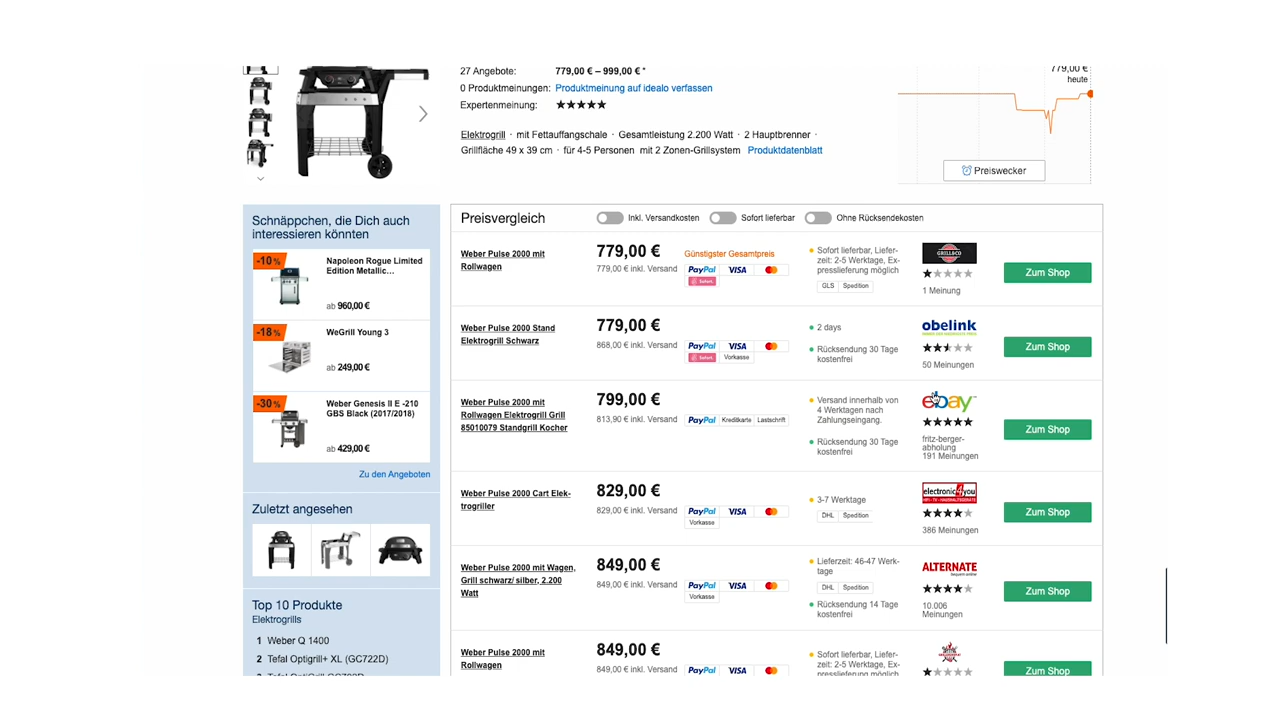 779,00 €
heute
27 Angebote: 779,00 € – 999,00 € *
0 Produktmeinungen: Produktmeinung auf idealo verfassen
Expertenmeinung: ★★★★★
Elektrogrill · mit Fettauffangschale · Gesamtleistung 2.200 Watt · 2 Hauptbrenner ·
Grillfläche 49 x 39 cm · für 4-5 Personen mit 2 Zonen-Grillsystem Produktdatenblatt
Preiswecker
Schnäppchen, die Dich auch
interessieren könnten
-10 %
Napoleon Rogue Limited
Edition Metallic...
ab 960,00 €
-18 %
WeGrill Young 3
ab 249,00 €
-30 %
Weber Genesis II E -210
GBS Black (2017/2018)
ab 429,00 €
Zu den Angeboten
Zuletzt angesehen
Top 10 Produkte
Elektrogrills
1 Weber Q 1400
2 Tefal Optigrill+ XL (GC722D)
Preisvergleich
Inkl. Versandkosten
Sofort lieferbar
Ohne Rücksendekosten
Weber Pulse 2000 mit
Rollwagen
779,00 €
779,00 € inkl. Versand
Günstigster Gesamtpreis
PayPal VISA
Sofort.
Sofort lieferbar, Liefer-
zeit: 2-5 Werktage, Ex-
presslieferung möglich
GLS Spedition
GRILLS&CO
1 Meinung
Zum Shop
Weber Pulse 2000 Stand
Elektrogrill Schwarz
779,00 €
868,00 € inkl. Versand
PayPal VISA
Sofort. Vorkasse
2 days
Rücksendung 30 Tage
kostenfrei
obelink
50 Meinungen
Zum Shop
Weber Pulse 2000 mit
Rollwagen Elektrogrill Grill
85010079 Standgrill Kocher
799,00 €
813,90 € inkl. Versand
PayPal Kreditkarte Lastschrift
Versand innerhalb von
4 Werktagen nach
Zahlungseingang.
Rücksendung 30 Tage
kostenfrei
ebay
fritz-berger-
abholung
191 Meinungen
Zum Shop
Weber Pulse 2000 Cart Elek-
trogriller
829,00 €
829,00 € inkl. Versand
PayPal VISA
Vorkasse
3-7 Werktage
DHL Spedition
electronic4you
386 Meinungen
Zum Shop
Weber Pulse 2000 mit Wagen,
Grill schwarz/ silber, 2.200
Watt
849,00 €
849,00 € inkl. Versand
PayPal VISA
Vorkasse
Lieferzeit: 46-47 Werk-
tage
DHL Spedition
Rücksendung 14 Tage
kostenfrei
ALTERNATE
10.006
Meinungen
Zum Shop
Weber Pulse 2000 mit
Rollwagen
849,00 €
849,00 € inkl. Versand
PayPal VISA
Sofort lieferbar, Liefer-
zeit: 2-5 Werktage, Ex-
presslieferung möglich
Zum Shop